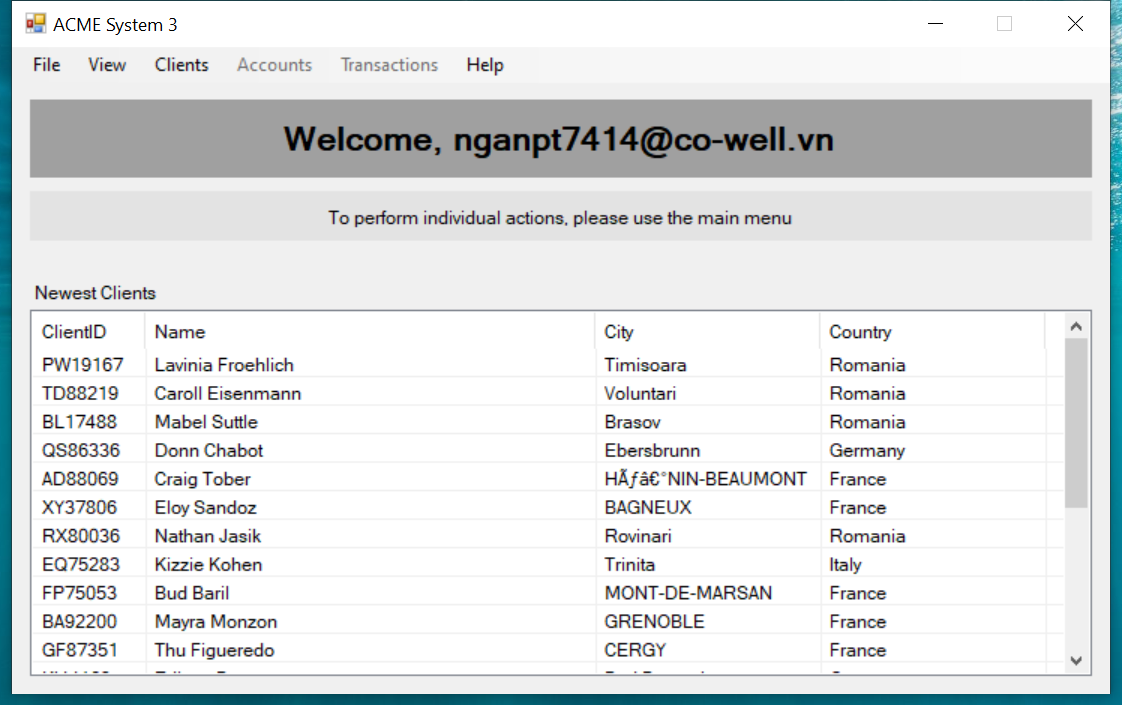 ACME System 3
File View Clients Accounts Transactions Help
Welcome, nganpt7414@co-well.vn
To perform individual actions, please use the main menu
Newest Clients
ClientID Name City Country
PW19167 Lavinia Froehlich Timisoara Romania
TD88219 Caroll Eisenmann Voluntari Romania
BL17488 Mabel Suttle Brasov Romania
QS86336 Donn Chabot Ebersbrunn Germany
AD88069 Craig Tober HÃƒâ€°NIN-BEAUMONT France
XY37806 Eloy Sandoz BAGNEUX France
RX80036 Nathan Jasik Rovinari Romania
EQ75283 Kizzie Kohen Trinita Italy
FP75053 Bud Baril MONT-DE-MARSAN France
BA92200 Mayra Monzon GRENOBLE France
GF87351 Thu Figueredo CERGY France